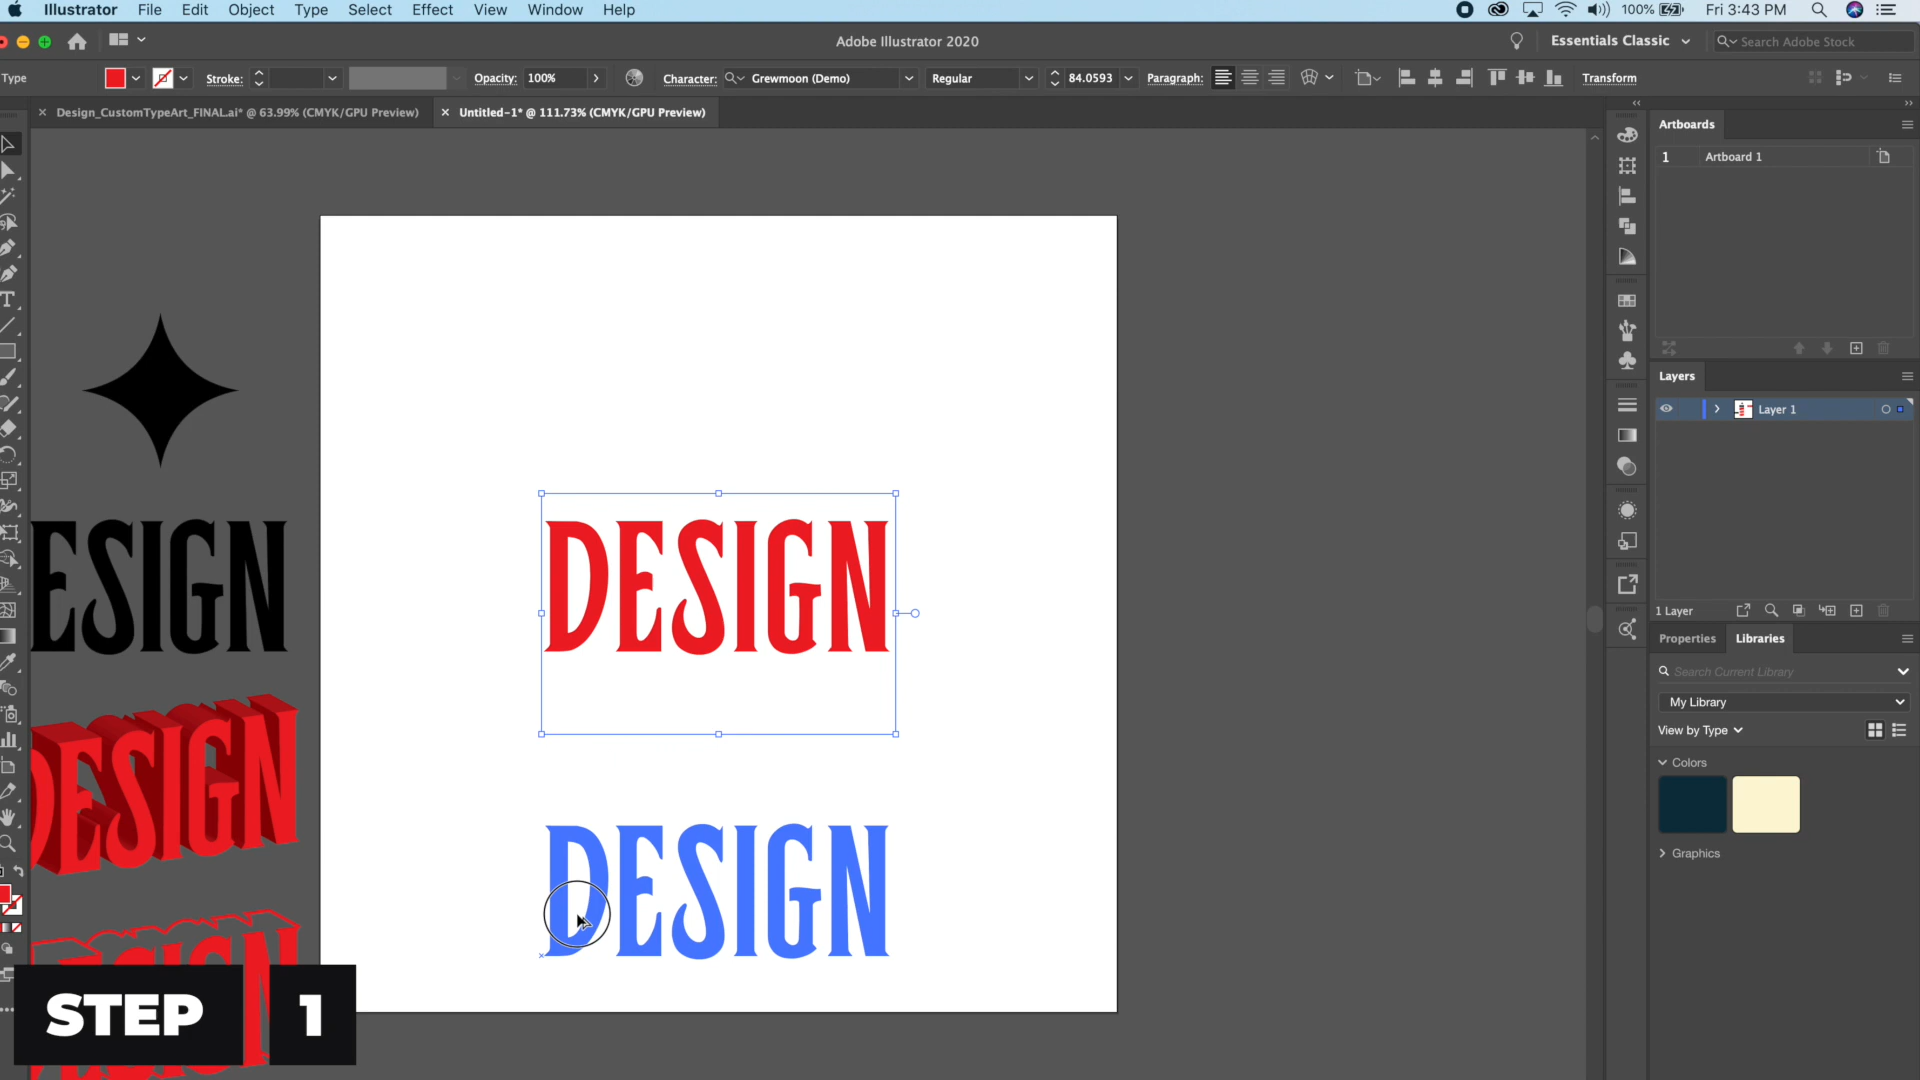 Illustrator File Edit Object Type Select Effect View Window Help 100% Fri 3:43 PM
Adobe Illustrator 2020 Essentials Classic Search Adobe Stock
Type Stroke: Opacity: 100% Character: Grewmoon (Demo) Regular 84.0593 Paragraph: Transform
× Design_CustomTypeArt_FINAL.ai* @ 63.99% (CMYK/GPU Preview) × Untitled-1* @ 111.73% (CMYK/GPU Preview)
Artboards
1 Artboard 1
Layers
Layer 1
1 Layer
Properties Libraries
Search Current Library
My Library
View by Type
Colors
Graphics
ESIGN
DESIGN
DESIGN
DESIGN
DESIGN
STEP 1